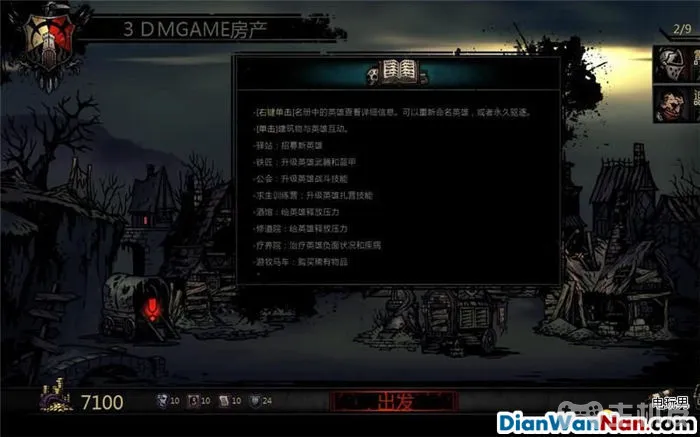 3DMGAME房产
2/9
-[右键单击]名册中的英雄查看详细信息。可以重新命名英雄，或者永久驱逐。
-[单击]建筑物与英雄互动。
-驿站：招募新英雄
-铁匠：升级英雄武器和盔甲
-公会：升级英雄战斗技能
-求生训练营：升级英雄扎营技能
-酒馆：给英雄释放压力
-修道院：给英雄释放压力
-疗养院：治疗英雄负面状况和疾病
-游牧马车：购买稀有物品
7100
10
10
10
24
出发
电玩男
DianWanNan.com